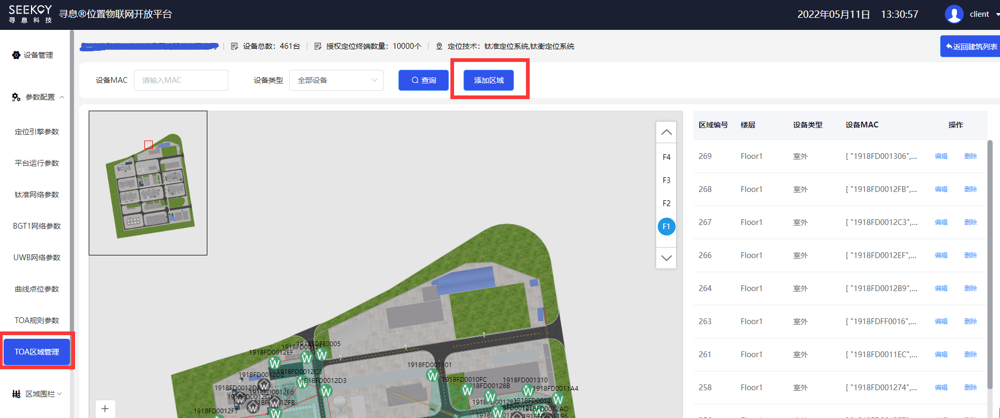 SEEKCY
寻息科技
寻息®位置物联网开放平台
2022年05月11日 13:30:57
client
设备管理
参数配置
定位引擎参数
平台运行参数
钛准网络参数
BGT1网络参数
UWB网络参数
曲线点位参数
TOA规则参数
TOA区域管理
区域围栏
设备总数：461台
授权定位终端数量：10000个
定位技术：钛准定位系统,钛衡定位系统
返回建筑列表
设备MAC 请输入MAC
设备类型 全部设备
查询
添加区域
F4
F3
F2
F1
区域编号 楼层 设备类型 设备MAC 操作
269 Floor1 室外 [ "1918FD001306",... 编辑 删除
268 Floor1 室外 [ "1918FD0012FB",... 编辑 删除
267 Floor1 室外 [ "1918FD0012C3",... 编辑 删除
266 Floor1 室外 [ "1918FD0012EF",... 编辑 删除
264 Floor1 室外 [ "1918FD0012B9",... 编辑 删除
263 Floor1 室外 [ "1918FDFF0016",... 编辑 删除
261 Floor1 室外 [ "1918FD0011EC",... 编辑 删除
258 Floor1 室外 [ "1918FD001274",... 编辑 删除
1918FDFF0005
1918FD0012EF
1918FD001101
1918FD0012D2
1918FD0012C3
1918FD0012D3
1918FD0010FC
1918FD001310
1918FD0011A4
1918FD0012DA
1918FD0012E6
1918FD0012F7
+